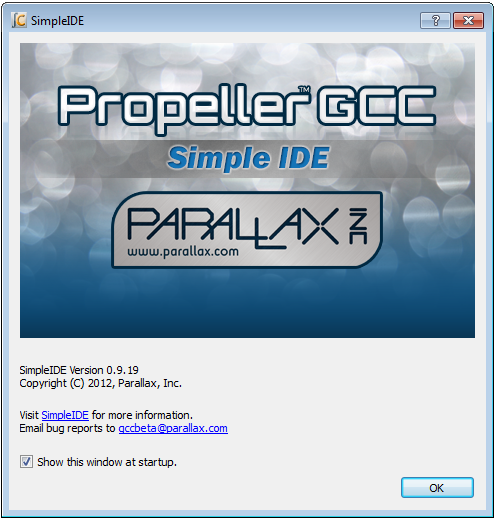 SimpleIDE
Propeller™ GCC
Simple IDE
PARALLAX INC
www.parallax.com
SimpleIDE Version 0.9.19
Copyright (C) 2012, Parallax, Inc.
Visit SimpleIDE for more information.
Email bug reports to gccbeta@parallax.com
Show this window at startup.
OK